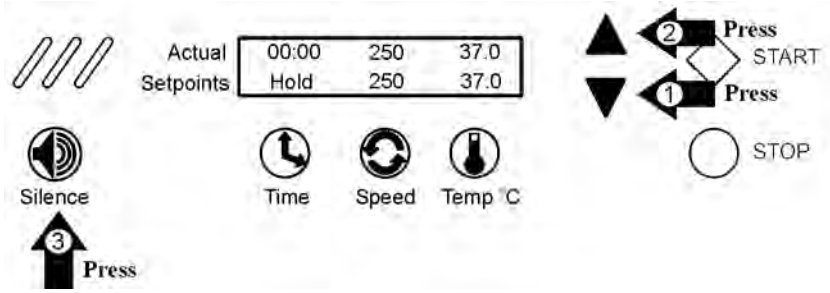 Actual 00:00 250 37.0
Setpoints Hold 250 37.0
2 Press
START
1 Press
STOP
Silence Time Speed Temp °C
3
Press